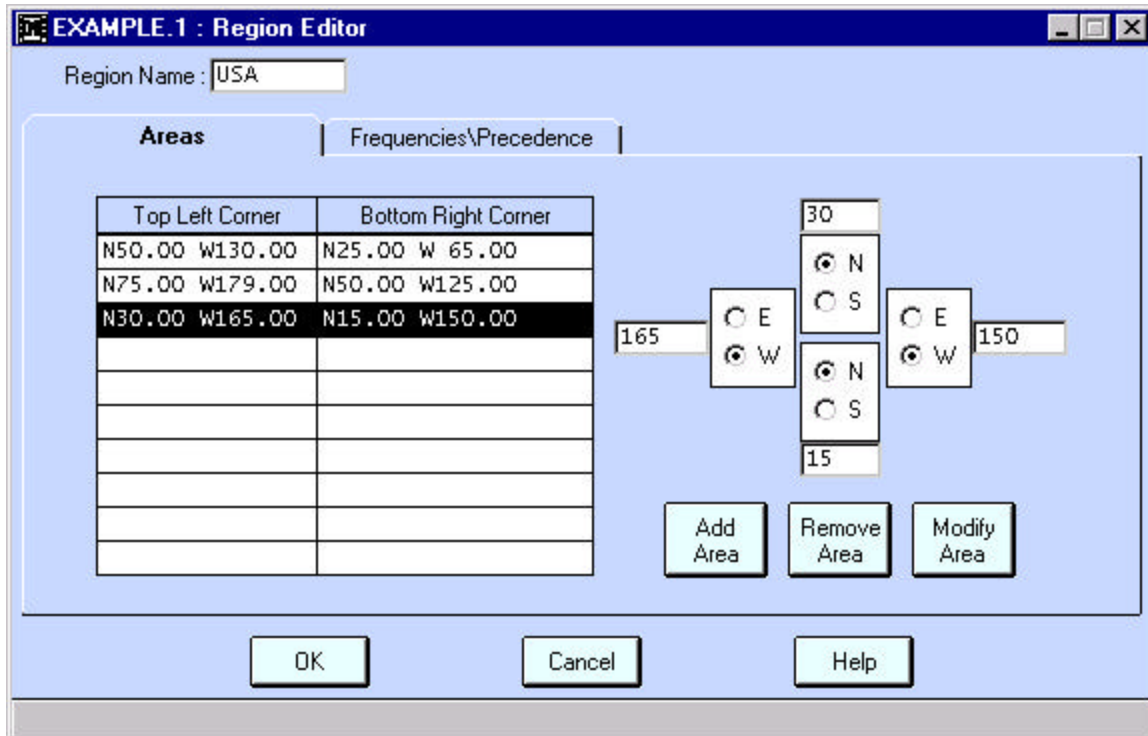 EXAMPLE.1 : Region Editor
Region Name : USA
Areas Frequencies\Precedence
Top Left Corner Bottom Right Corner
N50.00 W130.00 N25.00 W 65.00
N75.00 W179.00 N50.00 W125.00
N30.00 W165.00 N15.00 W150.00
30
N
S
165
E
W
E
W
150
N
S
15
Add Area
Remove Area
Modify Area
OK Cancel Help